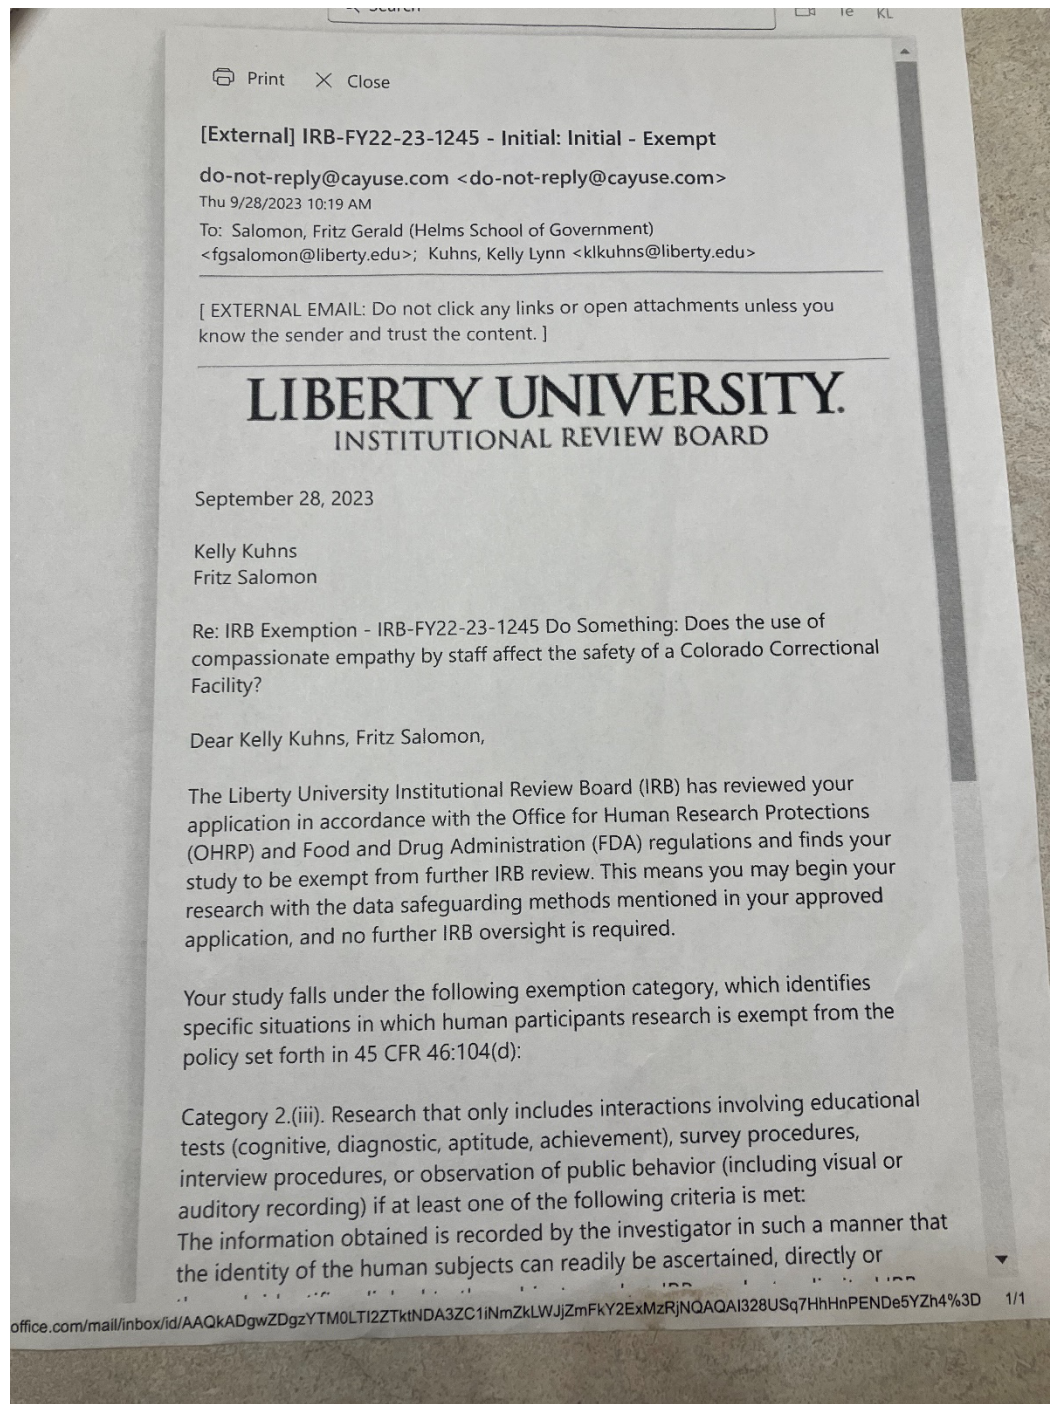 Search
Te KL
Print Close
[External] IRB-FY22-23-1245 - Initial: Initial - Exempt
do-not-reply@cayuse.com <do-not-reply@cayuse.com>
Thu 9/28/2023 10:19 AM
To: Salomon, Fritz Gerald (Helms School of Government)
<fgsalomon@liberty.edu>; Kuhns, Kelly Lynn <klkuhns@liberty.edu>
[ EXTERNAL EMAIL: Do not click any links or open attachments unless you
know the sender and trust the content. ]
LIBERTY UNIVERSITY.
INSTITUTIONAL REVIEW BOARD
September 28, 2023
Kelly Kuhns
Fritz Salomon
Re: IRB Exemption - IRB-FY22-23-1245 Do Something: Does the use of
compassionate empathy by staff affect the safety of a Colorado Correctional
Facility?
Dear Kelly Kuhns, Fritz Salomon,
The Liberty University Institutional Review Board (IRB) has reviewed your
application in accordance with the Office for Human Research Protections
(OHRP) and Food and Drug Administration (FDA) regulations and finds your
study to be exempt from further IRB review. This means you may begin your
research with the data safeguarding methods mentioned in your approved
application, and no further IRB oversight is required.
Your study falls under the following exemption category, which identifies
specific situations in which human participants research is exempt from the
policy set forth in 45 CFR 46:104(d):
Category 2.(iii). Research that only includes interactions involving educational
tests (cognitive, diagnostic, aptitude, achievement), survey procedures,
interview procedures, or observation of public behavior (including visual or
auditory recording) if at least one of the following criteria is met:
The information obtained is recorded by the investigator in such a manner that
the identity of the human subjects can readily be ascertained, directly or
office.com/mail/inbox/id/AAQkADgwZDgzYTM0LTI2ZTktNDA3ZC1iNmZkLWJjZmFkY2ExMzRjNQAQAI328USq7HhHnPENDe5YZh4%3D 1/1